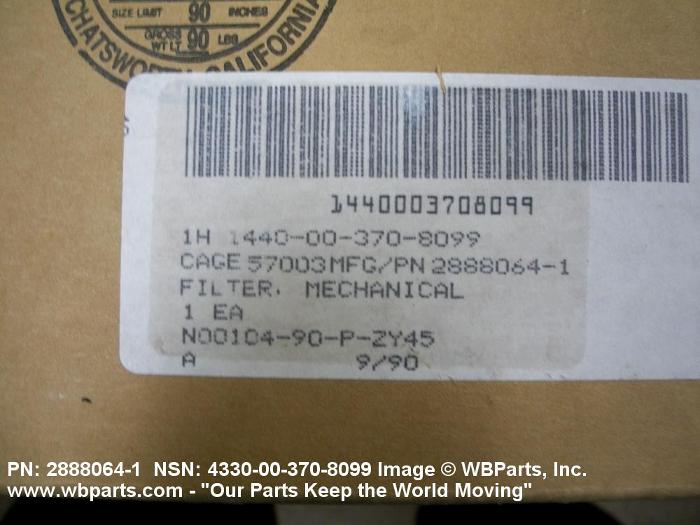 SIZE LIMIT 90 INCHES
GROSS WT LT 90 LBS
CHATSWORTH, CALIFORNIA
S
1440003708099
1H 1440-00-370-8099
CAGE 57003 MFG/PN 2888064-1
FILTER, MECHANICAL
1 EA
N00104-90-P-ZY45
A 9/90
PN: 2888064-1 NSN: 4330-00-370-8099 Image © WBParts, Inc.
www.wbparts.com - "Our Parts Keep the World Moving"